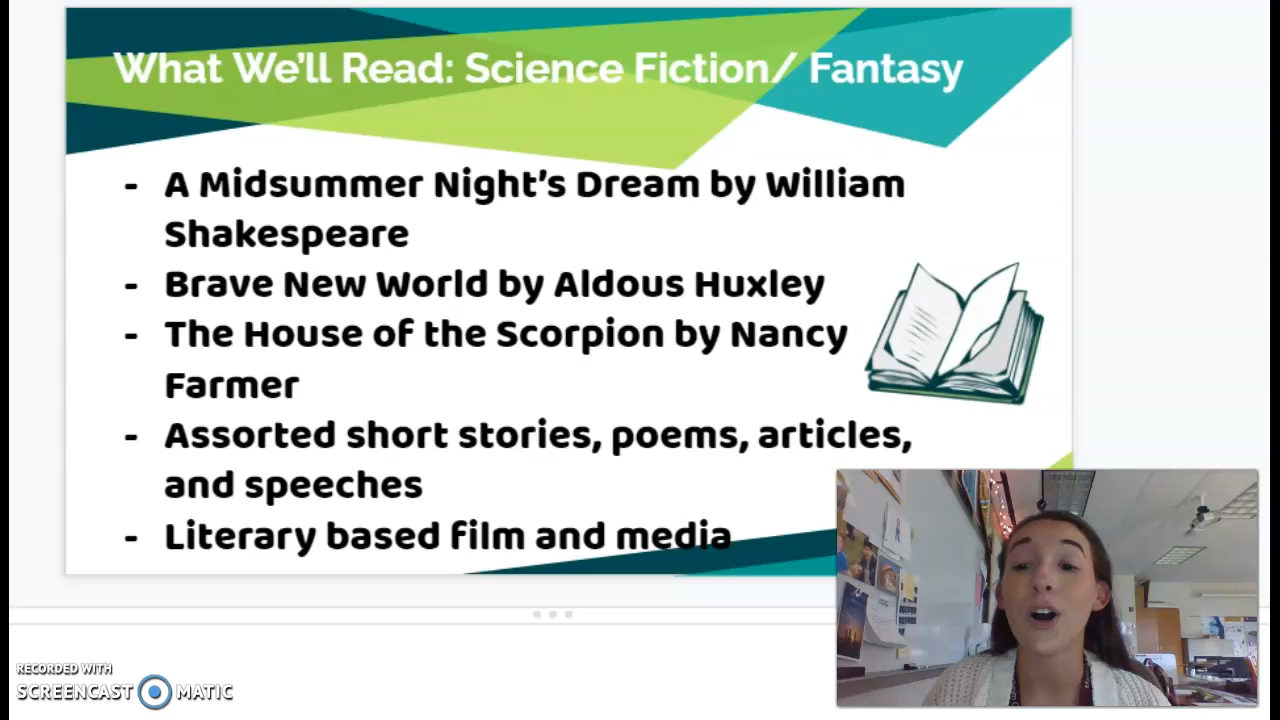 What We'll Read: Science Fiction/ Fantasy
- A Midsummer Night's Dream by William
Shakespeare
- Brave New World by Aldous Huxley
- The House of the Scorpion by Nancy
Farmer
- Assorted short stories, poems, articles,
and speeches
- Literary based film and media
RECORDED WITH
SCREENCAST MATIC